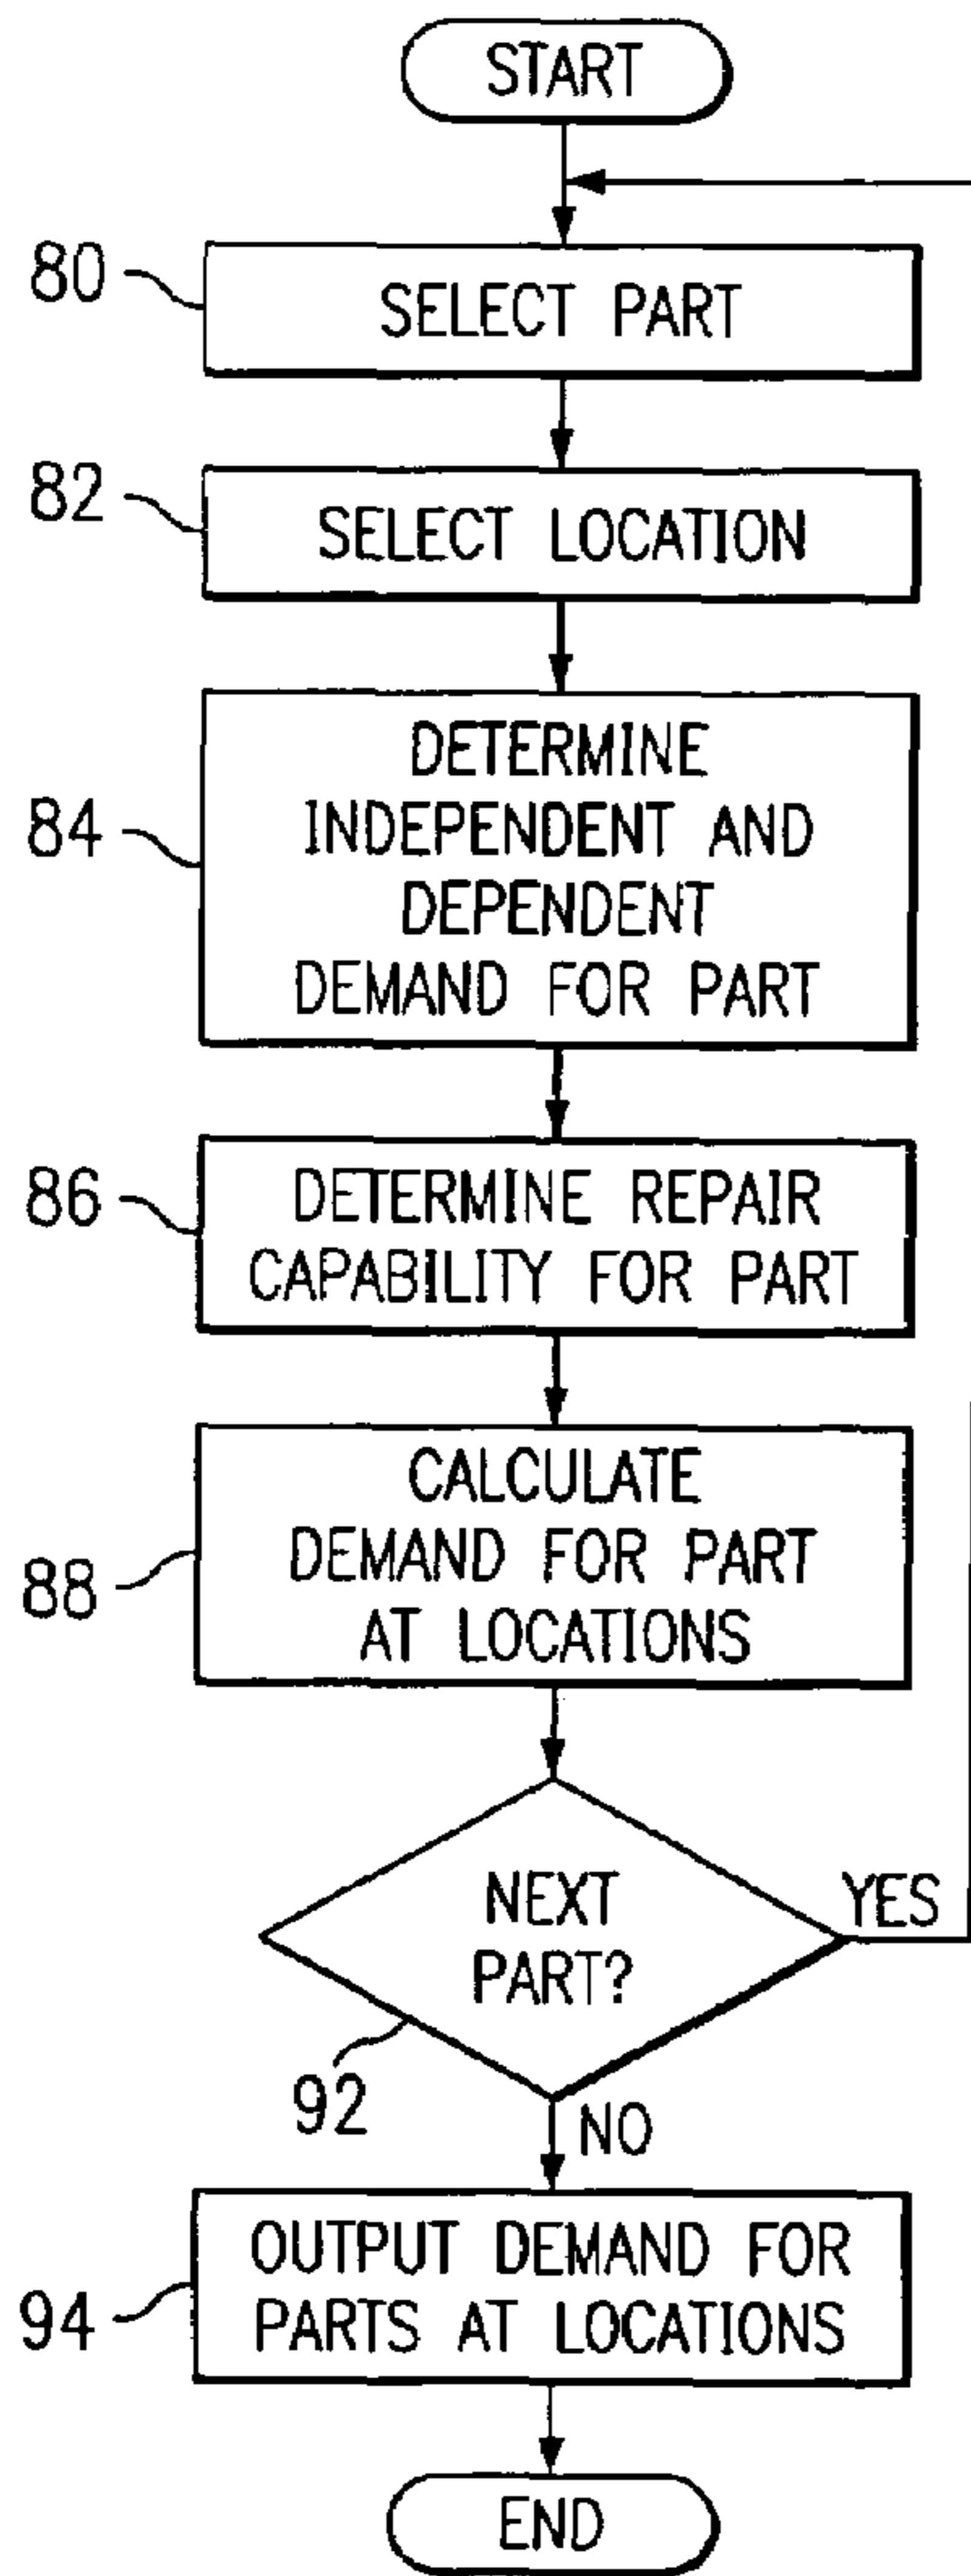 START
80
SELECT PART
82
SELECT LOCATION
84
DETERMINE
INDEPENDENT AND
DEPENDENT
DEMAND FOR PART
86
DETERMINE REPAIR
CAPABILITY FOR PART
88
CALCULATE
DEMAND FOR PART
AT LOCATIONS
NEXT
PART?
YES
92
NO
94
OUTPUT DEMAND FOR
PARTS AT LOCATIONS
END